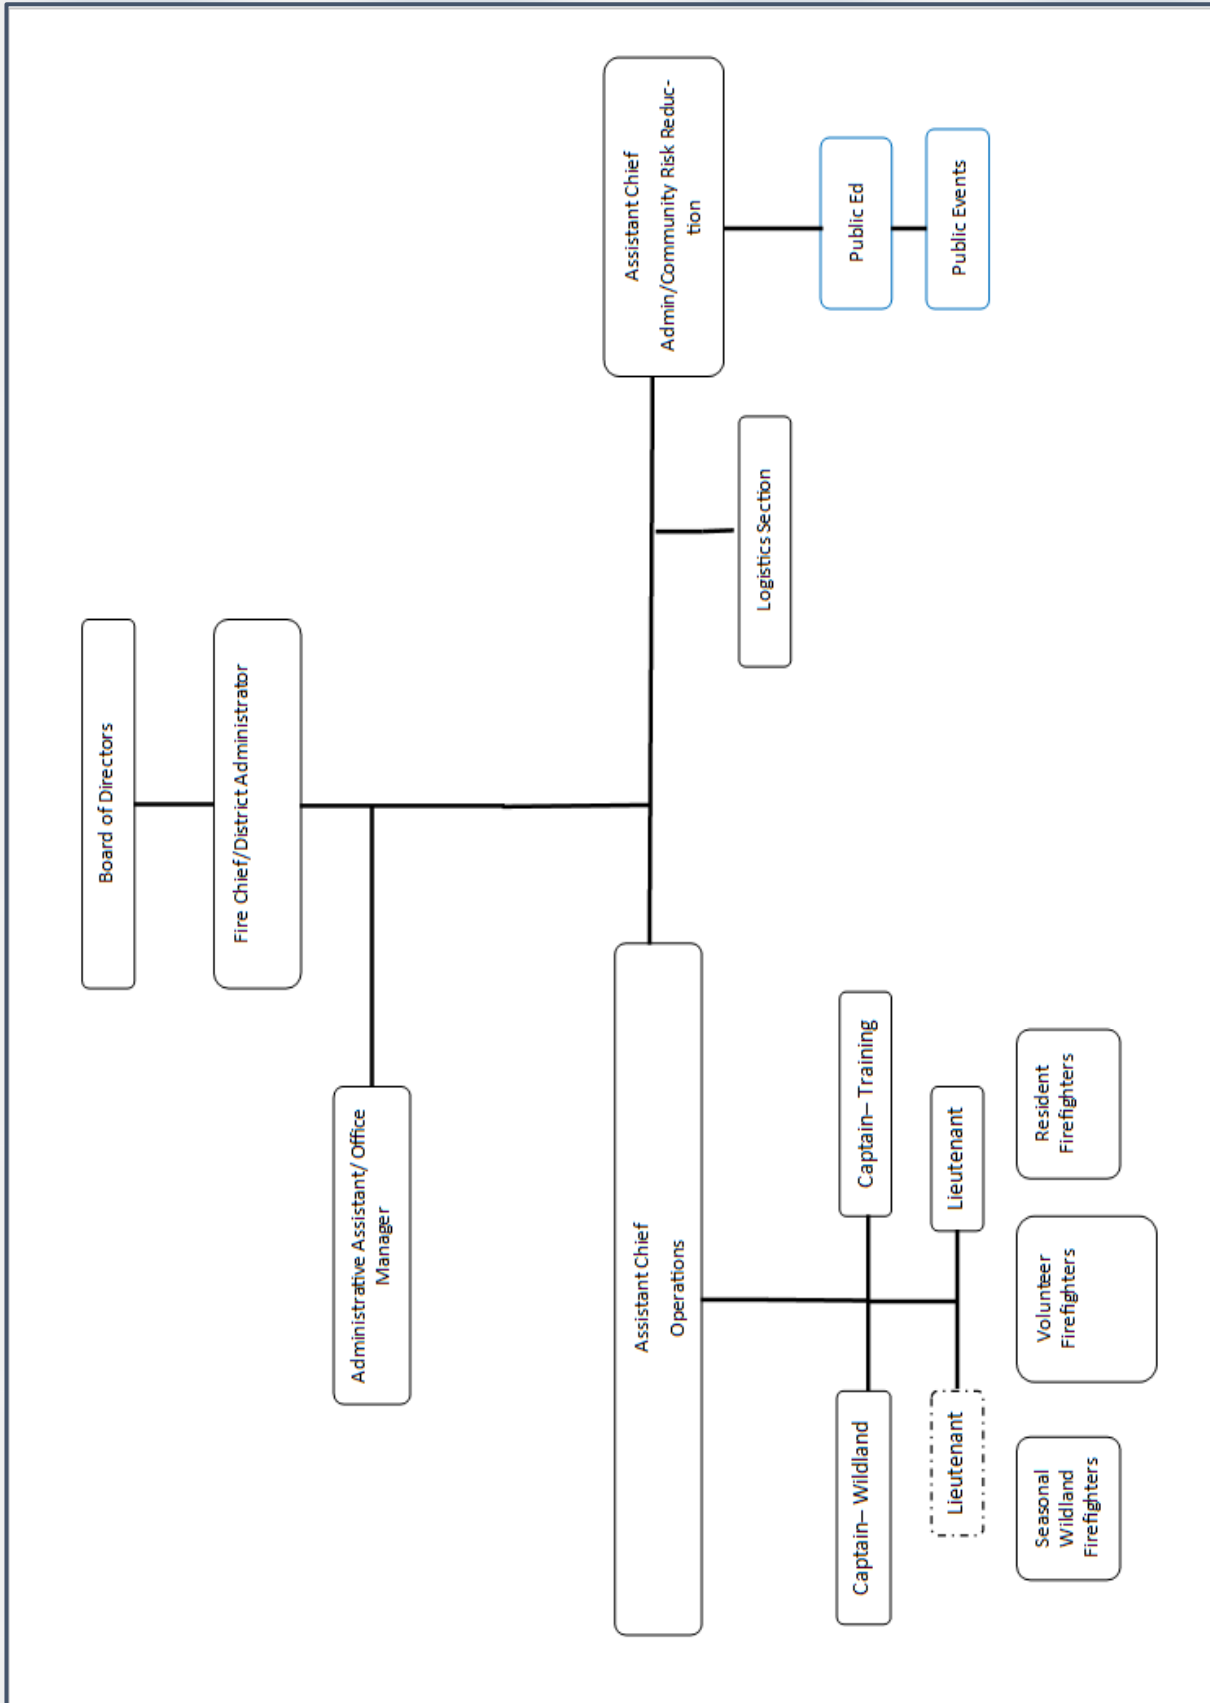 Board of Directors
Fire Chief/District Administrator
Administrative Assistant/ Office
Manager
Assistant Chief
Operations
Logistics Section
Assistant Chief
Admin/Community Risk Reduc-
tion
Captain– Wildland
Captain– Training
Public Ed
Lieutenant
Lieutenant
Public Events
Seasonal
Wildland
Firefighters
Volunteer
Firefighters
Resident
Firefighters